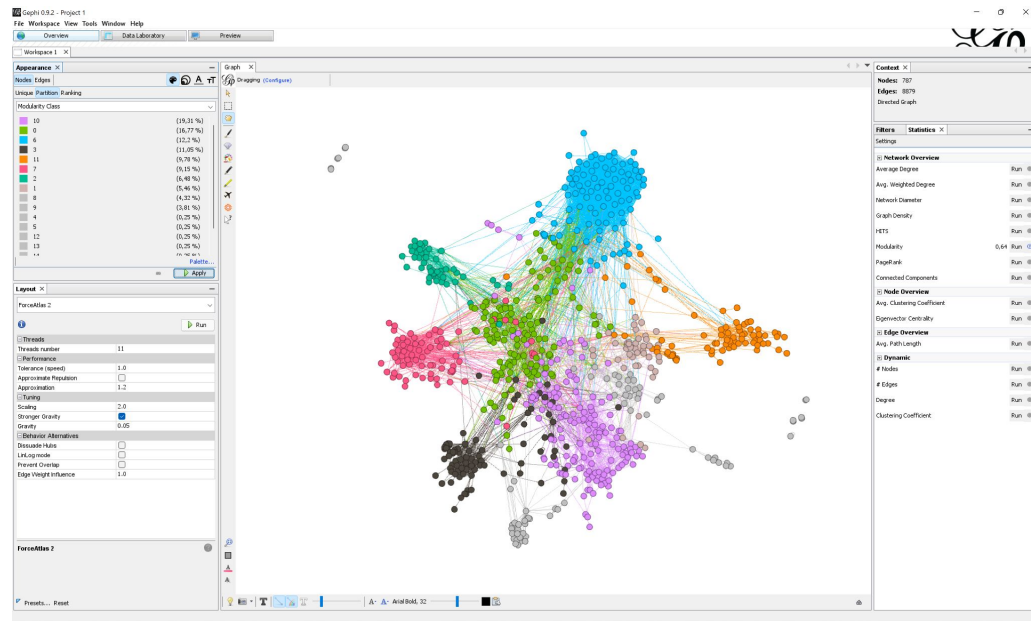 Gephi 0.9.2 - Project 1
File Workspace View Tools Window Help
Overview Data Laboratory Preview
Workspace 1 ×
Appearance ×
Nodes Edges
Unique Partition Ranking
Modularity Class
10 (19,31 %)
0 (16,77 %)
6 (12,2 %)
3 (11,05 %)
11 (9,78 %)
7 (9,15 %)
2 (6,48 %)
1 (5,46 %)
8 (4,32 %)
9 (3,81 %)
4 (0,25 %)
5 (0,25 %)
12 (0,25 %)
13 (0,25 %)
Palette...
Apply
Layout ×
ForceAtlas 2
Run
Threads
Threads number 11
Performance
Tolerance (speed) 1.0
Approximate Repulsion
Approximation 1.2
Tuning
Scaling 2.0
Stronger Gravity
Gravity 0.05
Behavior Alternatives
Dissuade Hubs
LinLog mode
Prevent Overlap
Edge Weight Influence 1.0
ForceAtlas 2
Presets... Reset
Graph ×
Dragging (Configure)
A- A- Arial Bold, 32
Context ×
Nodes: 787
Edges: 8879
Directed Graph
Filters Statistics ×
Settings
Network Overview
Average Degree Run
Avg. Weighted Degree Run
Network Diameter Run
Graph Density Run
HITS Run
Modularity 0,64 Run
PageRank Run
Connected Components Run
Node Overview
Avg. Clustering Coefficient Run
Eigenvector Centrality Run
Edge Overview
Avg. Path Length Run
Dynamic
# Nodes Run
# Edges Run
Degree Run
Clustering Coefficient Run